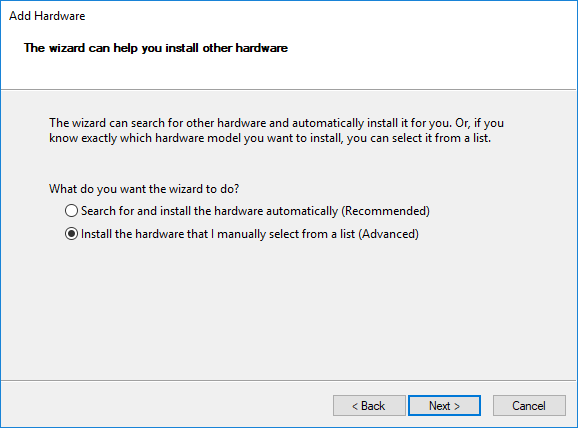 Add Hardware
The wizard can help you install other hardware
The wizard can search for other hardware and automatically install it for you. Or, if you
know exactly which hardware model you want to install, you can select it from a list.
What do you want the wizard to do?
Search for and install the hardware automatically (Recommended)
Install the hardware that I manually select from a list (Advanced)
< Back Next > Cancel